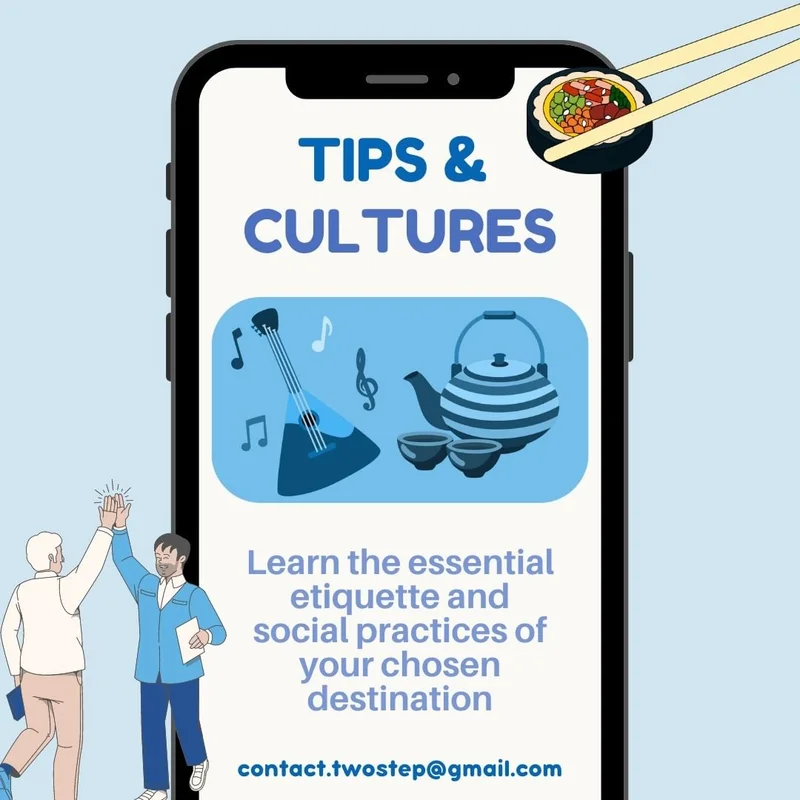 TIPS &
CULTURES
Learn the essential
etiquette and
social practices of
your chosen
destination
contact.twostep@gmail.com